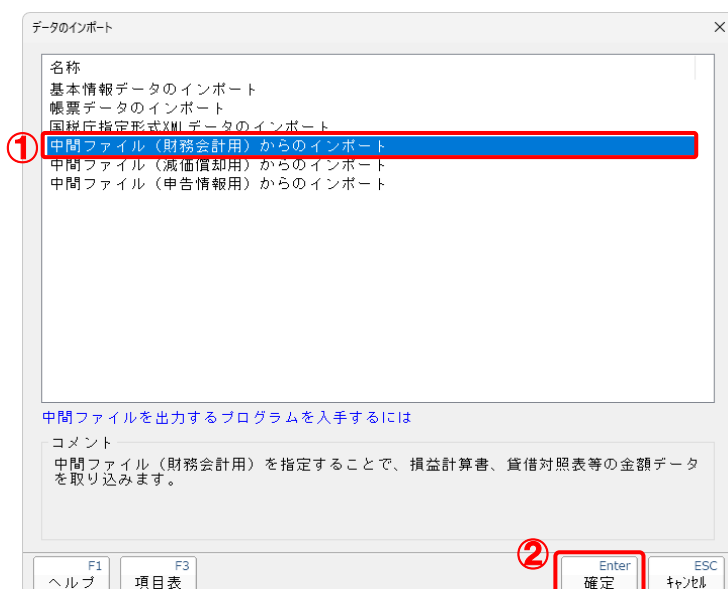 データのインポート
名称
基本情報データのインポート
帳票データのインポート
国税庁指定形式XMLデータのインポート
① 中間ファイル（財務会計用）からのインポート
中間ファイル（減価償却用）からのインポート
中間ファイル（申告情報用）からのインポート
中間ファイルを出力するプログラムを入手するには
コメント
中間ファイル（財務会計用）を指定することで、損益計算書、貸借対照表等の金額データ
を取り込みます。
②
F1 F3 Enter ESC
ヘルプ 項目表 確定 ｷｬﾝｾﾙ